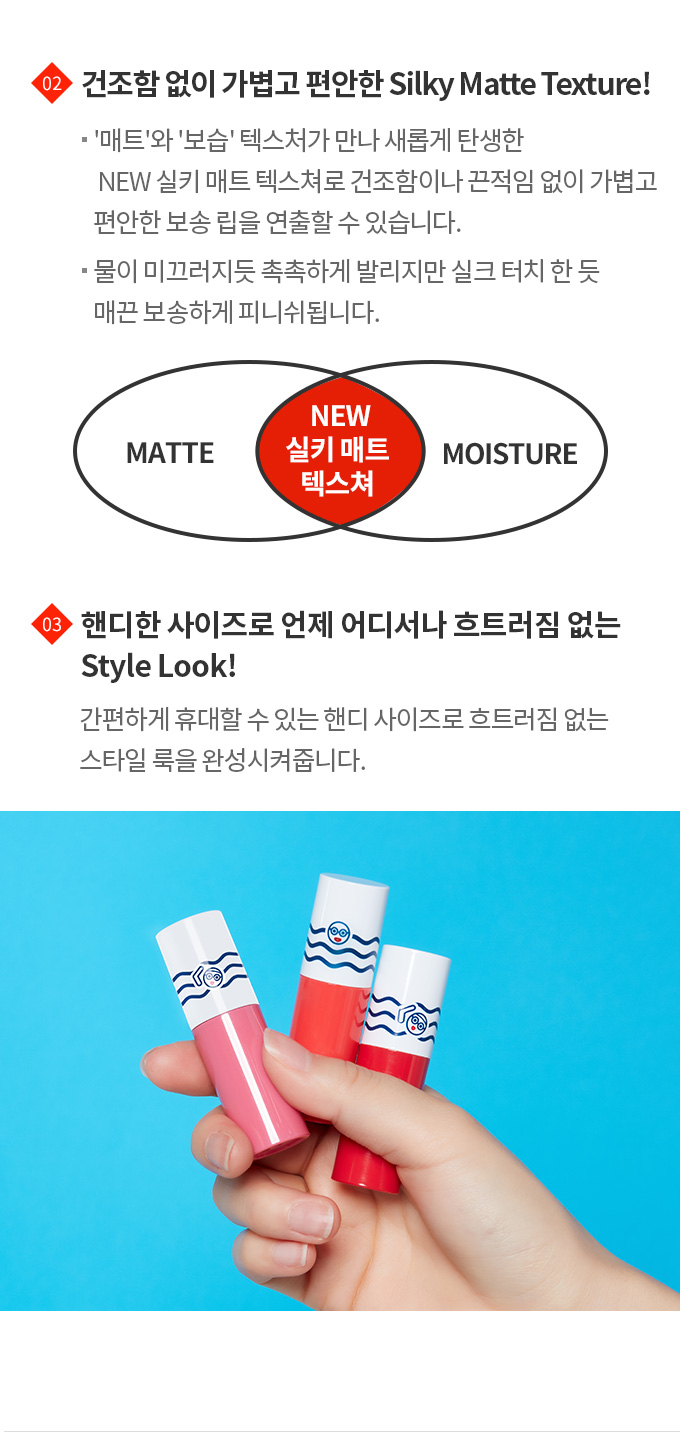 02 건조함 없이 가볍고 편안한 Silky Matte Texture!
'매트'와 '보습' 텍스처가 만나 새롭게 탄생한
NEW 실키 매트 텍스쳐로 건조함이나 끈적임 없이 가볍고
편안한 보송 립을 연출할 수 있습니다.
물이 미끄러지듯 촉촉하게 발리지만 실크 터치 한 듯
매끈 보송하게 피니쉬됩니다.
MATTE
NEW
실키 매트
텍스쳐
MOISTURE
03 핸디한 사이즈로 언제 어디서나 흐트러짐 없는
Style Look!
간편하게 휴대할 수 있는 핸디 사이즈로 흐트러짐 없는
스타일 룩을 완성시켜줍니다.